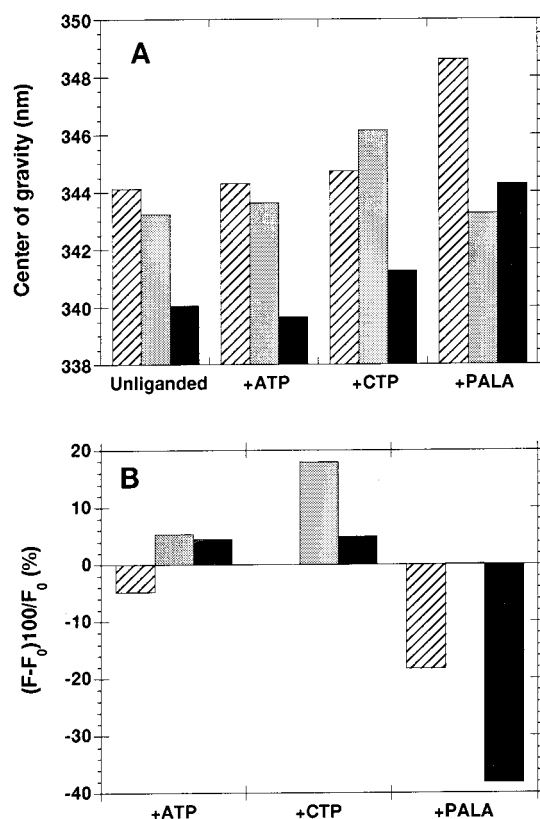 350
A
348
346
344
342
340
338
Center of gravity (nm)
Unliganded +ATP +CTP +PALA
20
B
10
0
-10
-20
-30
-40
(F-F₀)100/F₀ (%)
+ATP +CTP +PALA